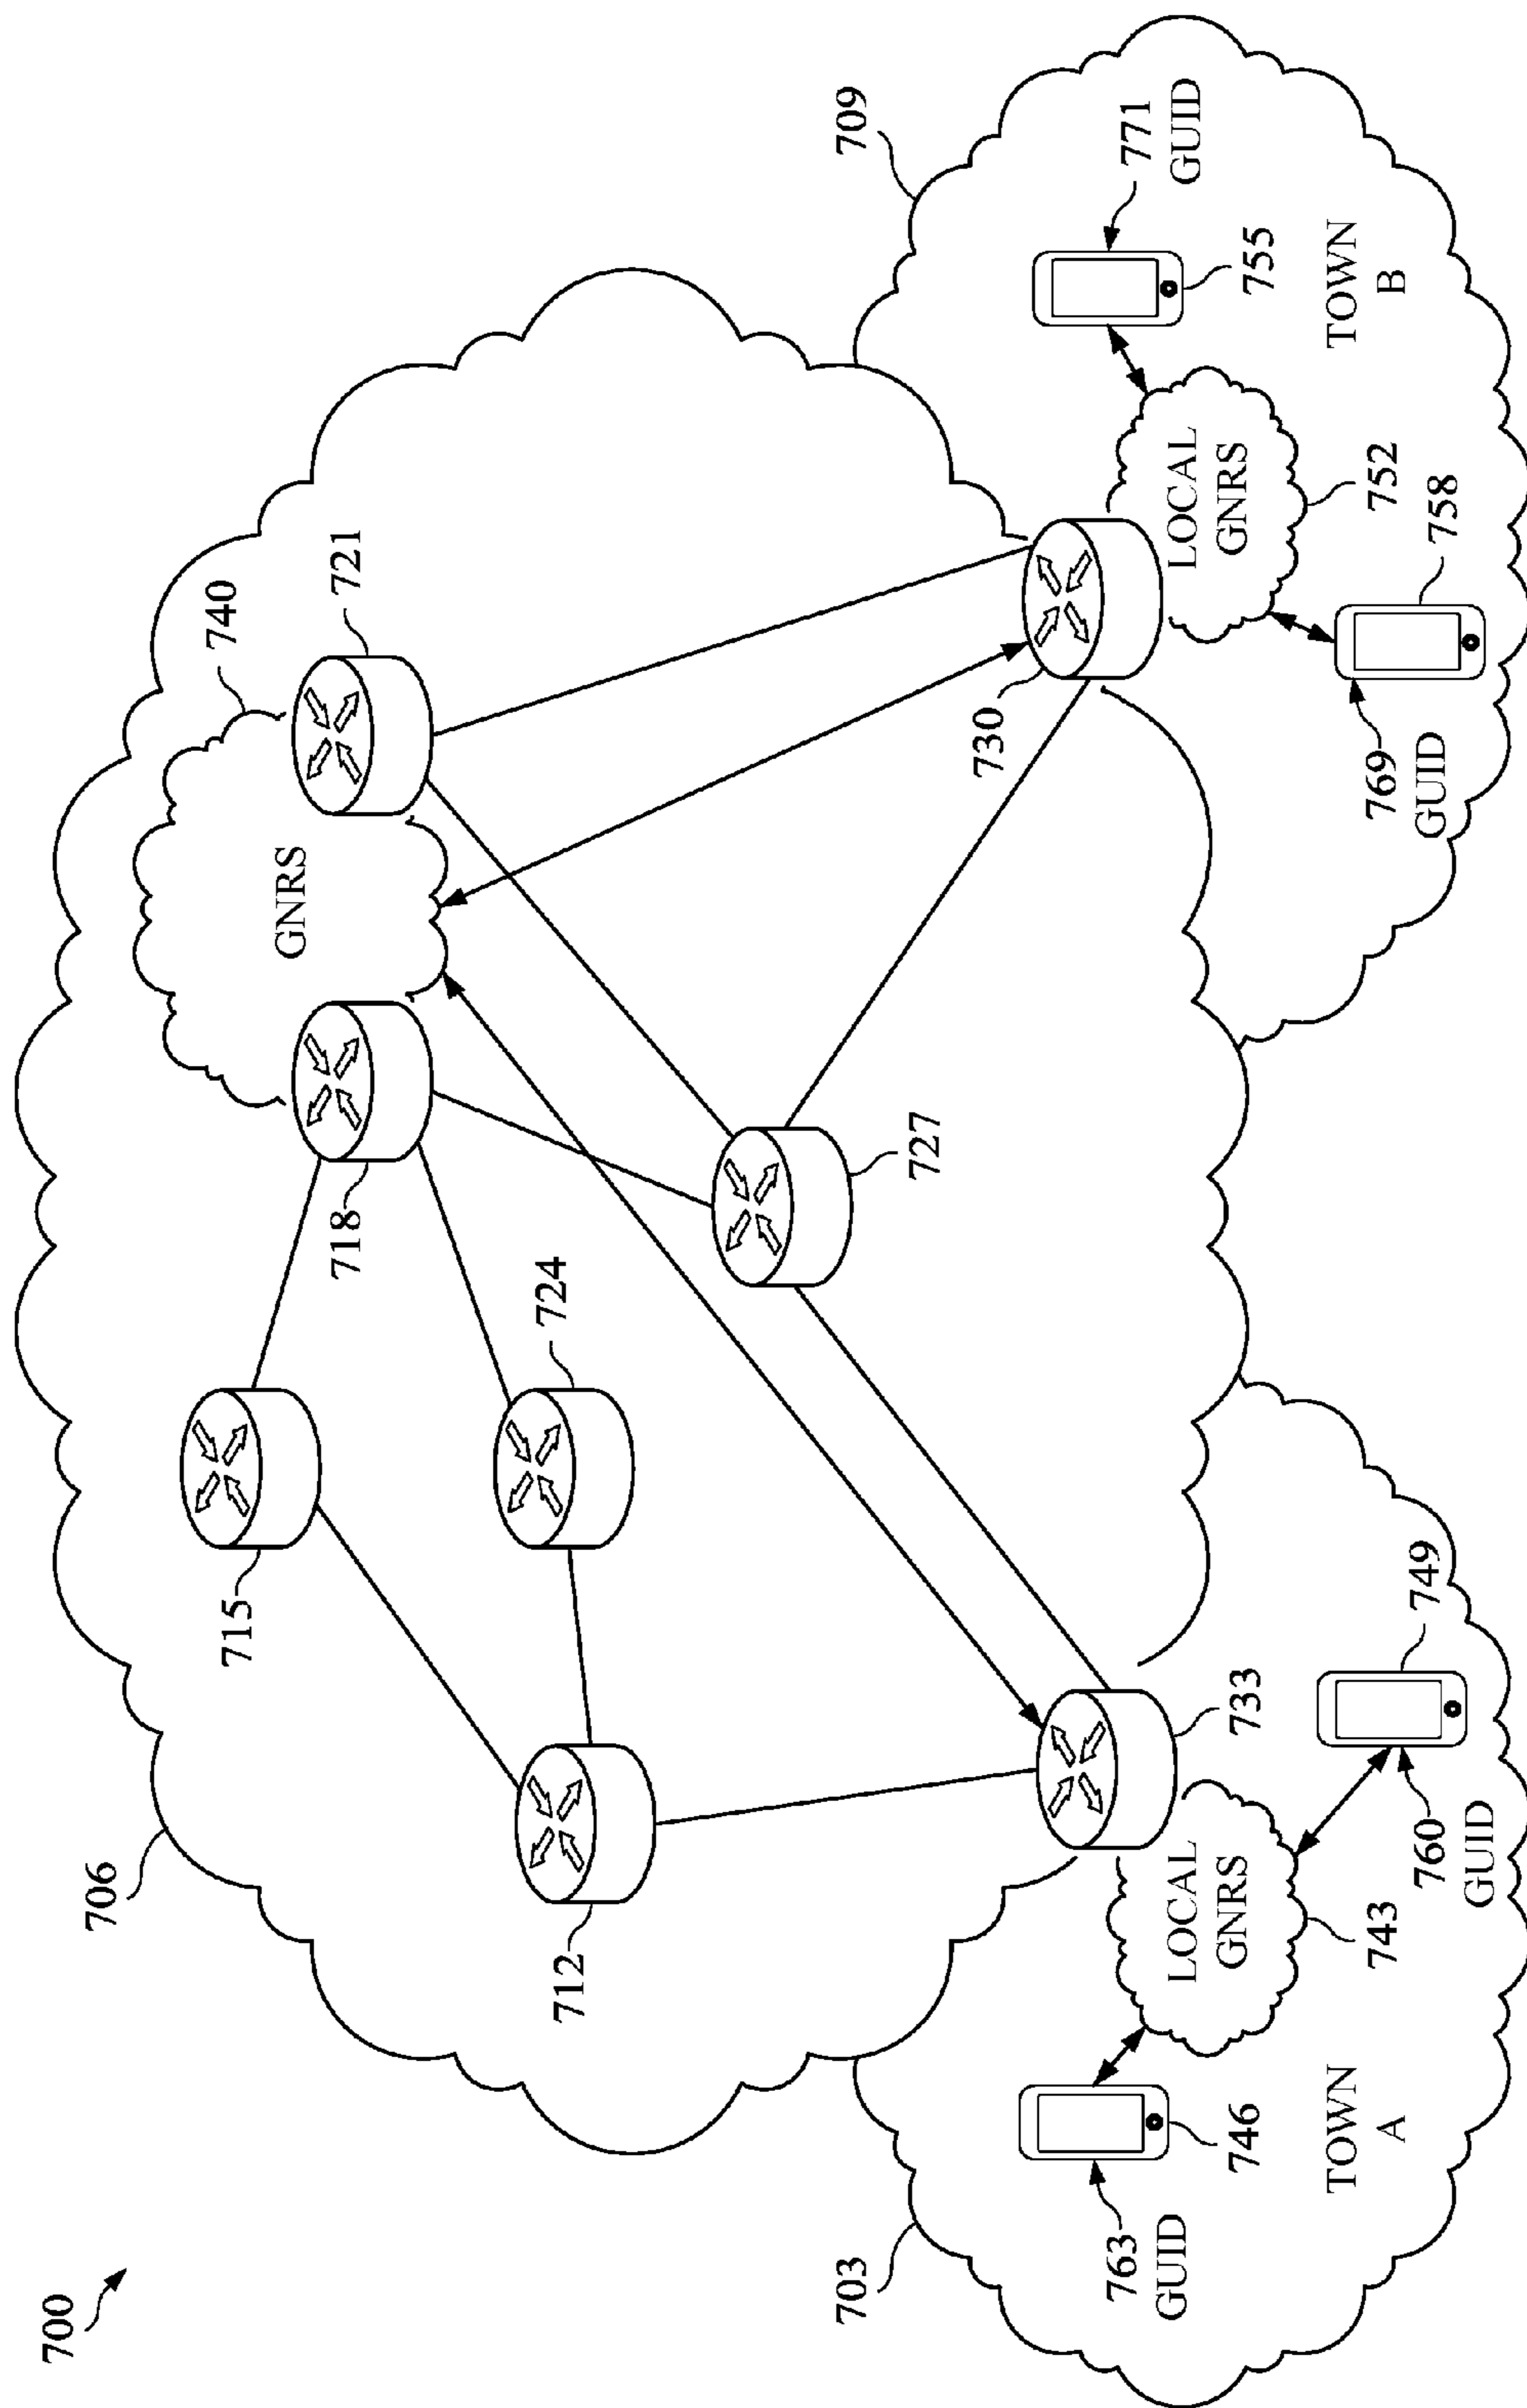 700
706
740
GNRS
721
715
718
724
712
727
730
733
703
709
763
GUID
746
TOWN
A
LOCAL
GNRS
743
760
GUID
749
LOCAL
GNRS
752
769
GUID
758
771
GUID
755
TOWN
B